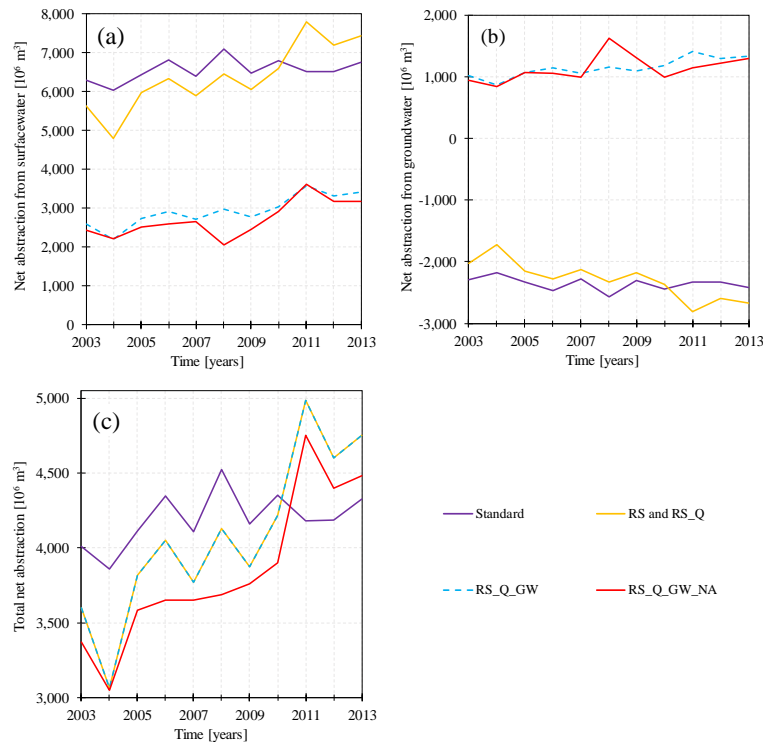 (a)
Net abstraction from surfacewater [10⁶ m³]
8,000
7,000
6,000
5,000
4,000
3,000
2,000
1,000
0
2003 2005 2007 2009 2011 2013
Time [years]
(b)
Net abstraction from groundwater [10⁶ m³]
2,000
1,000
0
-1,000
-2,000
-3,000
2003 2005 2007 2009 2011 2013
Time [years]
(c)
Total net abstraction [10⁶ m³]
5,000
4,500
4,000
3,500
3,000
2003 2005 2007 2009 2011 2013
Time [years]
Standard
RS and RS_Q
RS_Q_GW
RS_Q_GW_NA